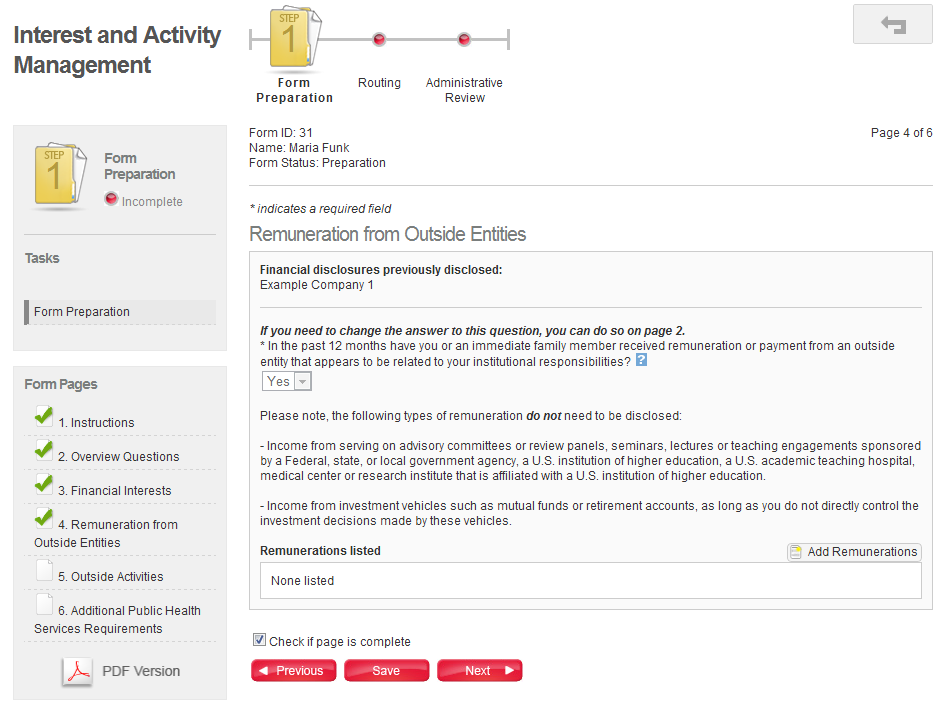 Interest and Activity
Management
STEP
1
Form
Preparation
Routing
Administrative
Review
STEP
1
Form
Preparation
Incomplete
Tasks
Form Preparation
Form Pages
1. Instructions
2. Overview Questions
3. Financial Interests
4. Remuneration from
Outside Entities
5. Outside Activities
6. Additional Public Health
Services Requirements
PDF Version
Form ID: 31
Page 4 of 6
Name: Maria Funk
Form Status: Preparation
* indicates a required field
Remuneration from Outside Entities
Financial disclosures previously disclosed:
Example Company 1
If you need to change the answer to this question, you can do so on page 2.
* In the past 12 months have you or an immediate family member received remuneration or payment from an outside
entity that appears to be related to your institutional responsibilities? ?
Yes
Please note, the following types of remuneration do not need to be disclosed:
- Income from serving on advisory committees or review panels, seminars, lectures or teaching engagements sponsored
by a Federal, state, or local government agency, a U.S. institution of higher education, a U.S. academic teaching hospital,
medical center or research institute that is affiliated with a U.S. institution of higher education.
- Income from investment vehicles such as mutual funds or retirement accounts, as long as you do not directly control the
investment decisions made by these vehicles.
Remunerations listed
Add Remunerations
None listed
Check if page is complete
Previous
Save
Next